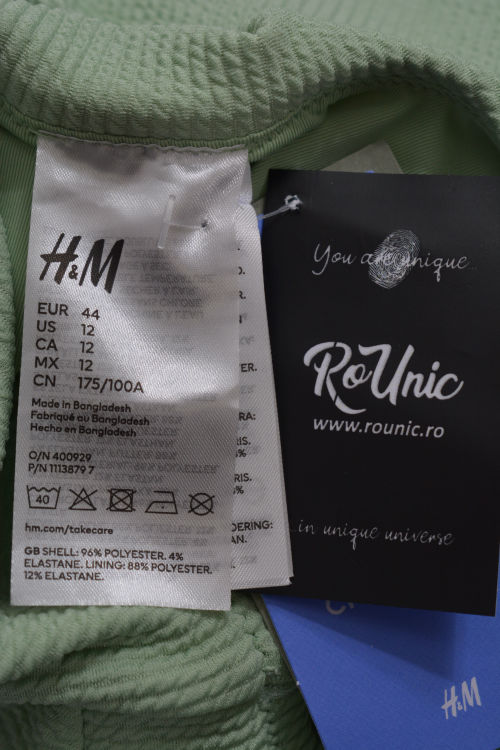 H&M
EUR 44
US 12
CA 12
MX 12
CN 175/100A
Made in Bangladesh
Fabriqué au Bangladesh
Hecho en Bangladesh
O/N 400929
P/N 1113879 7
40
hm.com/takecare
GB SHELL: 96% POLYESTER. 4%
ELASTANE. LINING: 88% POLYESTER.
12% ELASTANE.
You are unique
RoUnic
www.rounic.ro
in unique universe
H&M